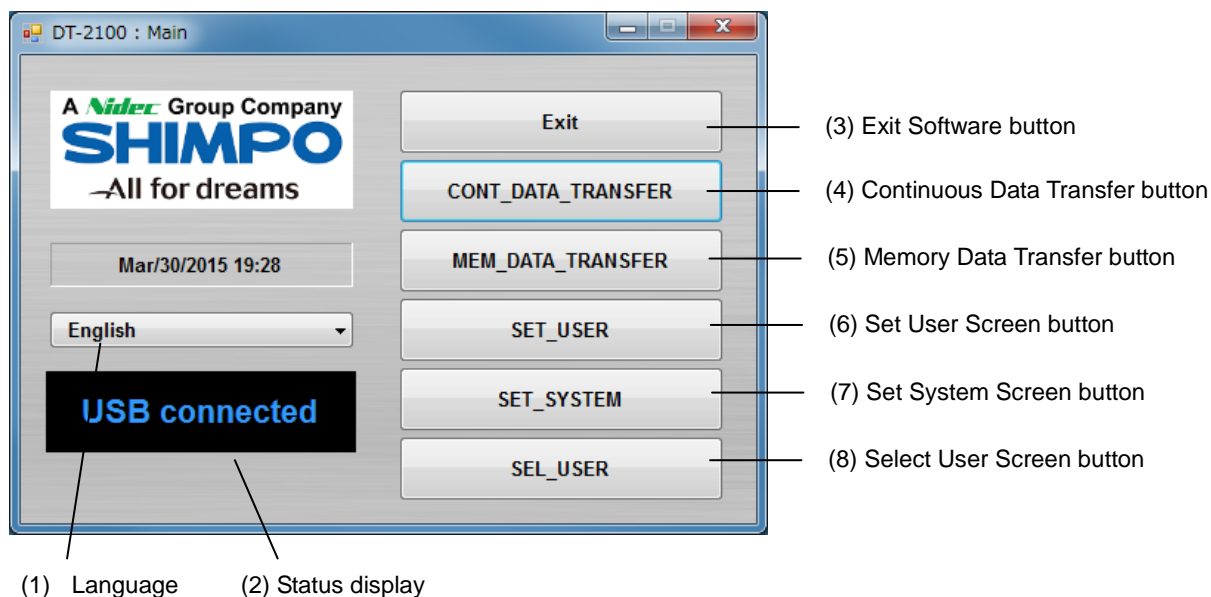 DT-2100 : Main
A Nidec Group Company
SHIMPO
All for dreams
Mar/30/2015 19:28
English
USB connected
Exit
CONT_DATA_TRANSFER
MEM_DATA_TRANSFER
SET_USER
SET_SYSTEM
SEL_USER
(3) Exit Software button
(4) Continuous Data Transfer button
(5) Memory Data Transfer button
(6) Set User Screen button
(7) Set System Screen button
(8) Select User Screen button
(1) Language
(2) Status display